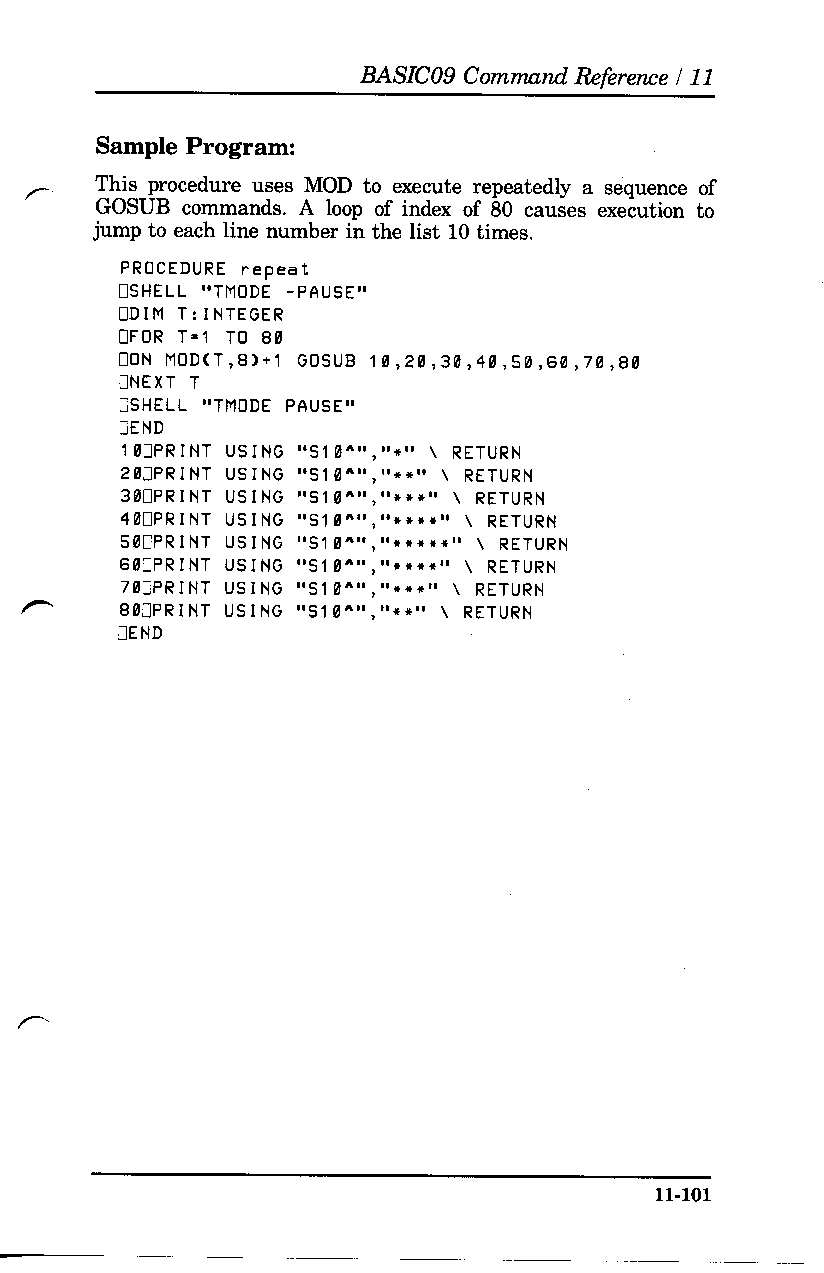 BASIC09 Command Reference / 11
Sample Program:
This procedure uses MOD to execute repeatedly a sequence of
GOSUB commands. A loop of index of 80 causes execution to
jump to each line number in the list 10 times.
PROCEDURE repeat
□SHELL "TMODE -PAUSE"
□DIM T:INTEGER
□FOR T=1 TO 80
□ON MOD(T,8)+1 GOSUB 10,20,30,40,50,60,70,80
□NEXT T
□SHELL "TMODE PAUSE"
□END
10□PRINT USING "S10^","*" \ RETURN
20□PRINT USING "S10^","**" \ RETURN
30□PRINT USING "S10^","***" \ RETURN
40□PRINT USING "S10^","****" \ RETURN
50□PRINT USING "S10^","*****" \ RETURN
60□PRINT USING "S10^","****" \ RETURN
70□PRINT USING "S10^","***" \ RETURN
80□PRINT USING "S10^","**" \ RETURN
□END
11-101